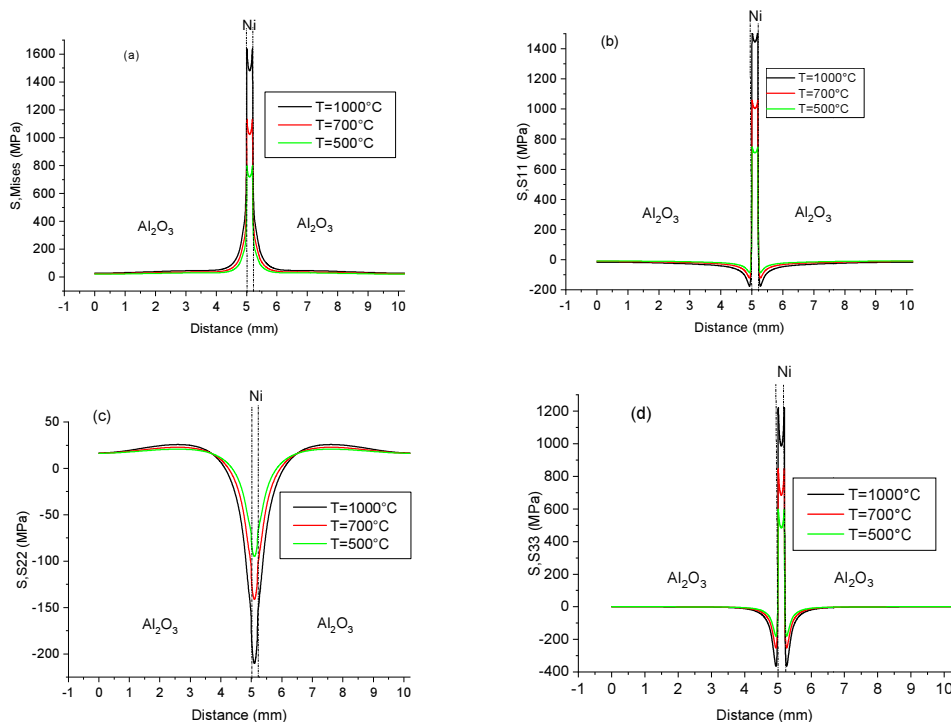 Ni
(a)
1600
1400
1200
1000
800
600
400
200
0
S,Mises (MPa)
T=1000°C
T=700°C
T=500°C
Al2O3
Al2O3
-1 0 1 2 3 4 5 6 7 8 9 10
Distance (mm)
Ni
(b)
1400
1200
1000
800
600
400
200
0
-200
S,S11 (MPa)
T=1000°C
T=700°C
T=500°C
Al2O3
Al2O3
-1 0 1 2 3 4 5 6 7 8 9 10
Distance (mm)
Ni
(c)
50
25
0
-50
-100
-150
-200
S,S22 (MPa)
T=1000°C
T=700°C
T=500°C
Al2O3
Al2O3
-1 0 1 2 3 4 5 6 7 8 9 10
Distance (mm)
Ni
(d)
1200
1000
800
600
400
200
0
-200
-400
S,S33 (MPa)
T=1000°C
T=700°C
T=500°C
Al2O3
Al2O3
-1 0 1 2 3 4 5 6 7 8 9 10
Distance (mm)